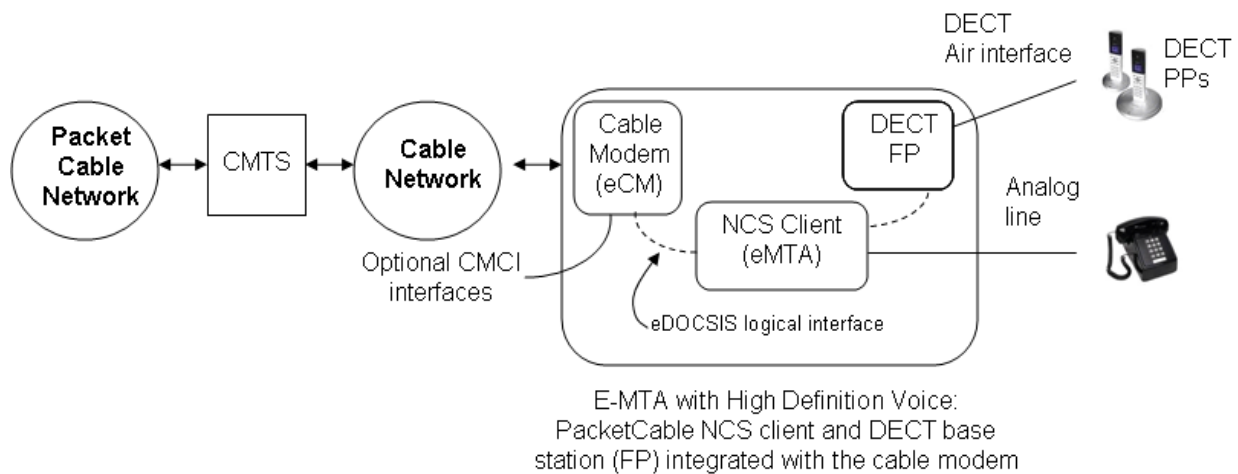 Packet
Cable
Network
CMTS
Cable
Network
Optional CMCI
interfaces
Cable
Modem
(eCM)
DECT
FP
NCS Client
(eMTA)
eDOCSIS logical interface
DECT
Air interface
DECT
PPs
Analog
line
E-MTA with High Definition Voice:
PacketCable NCS client and DECT base
station (FP) integrated with the cable modem